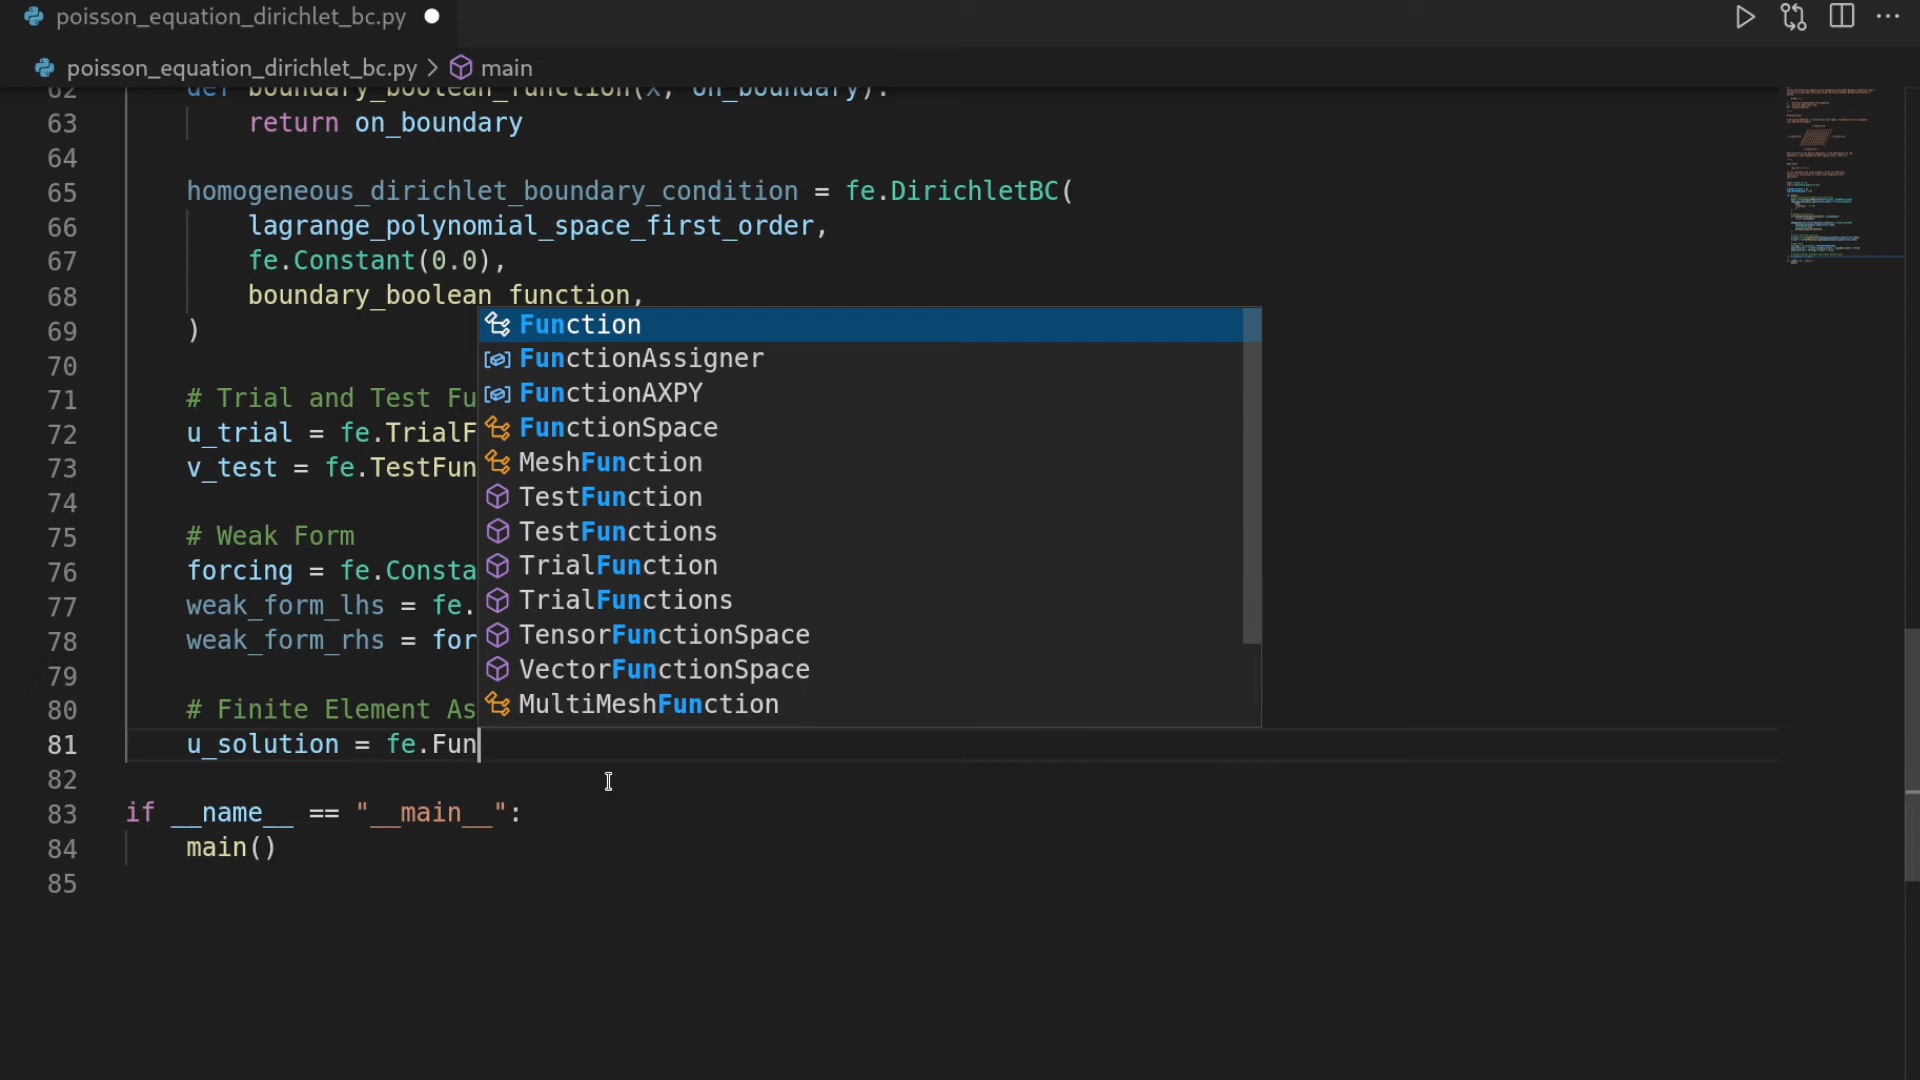 poisson_equation_dirichlet_bc.py
poisson_equation_dirichlet_bc.py > main
62 def boundary_boolean_function(x, on_boundary):
63 return on_boundary
64
65 homogeneous_dirichlet_boundary_condition = fe.DirichletBC(
66 lagrange_polynomial_space_first_order,
67 fe.Constant(0.0),
68 boundary_boolean_function,
69 )
70
71 # Trial and Test Fu
72 u_trial = fe.TrialF
73 v_test = fe.TestFun
74
75 # Weak Form
76 forcing = fe.Consta
77 weak_form_lhs = fe.
78 weak_form_rhs = for
79
80 # Finite Element As
81 u_solution = fe.Fun
82
83 if __name__ == "__main__":
84 main()
85
Function
FunctionAssigner
FunctionAXPY
FunctionSpace
MeshFunction
TestFunction
TestFunctions
TrialFunction
TrialFunctions
TensorFunctionSpace
VectorFunctionSpace
MultiMeshFunction